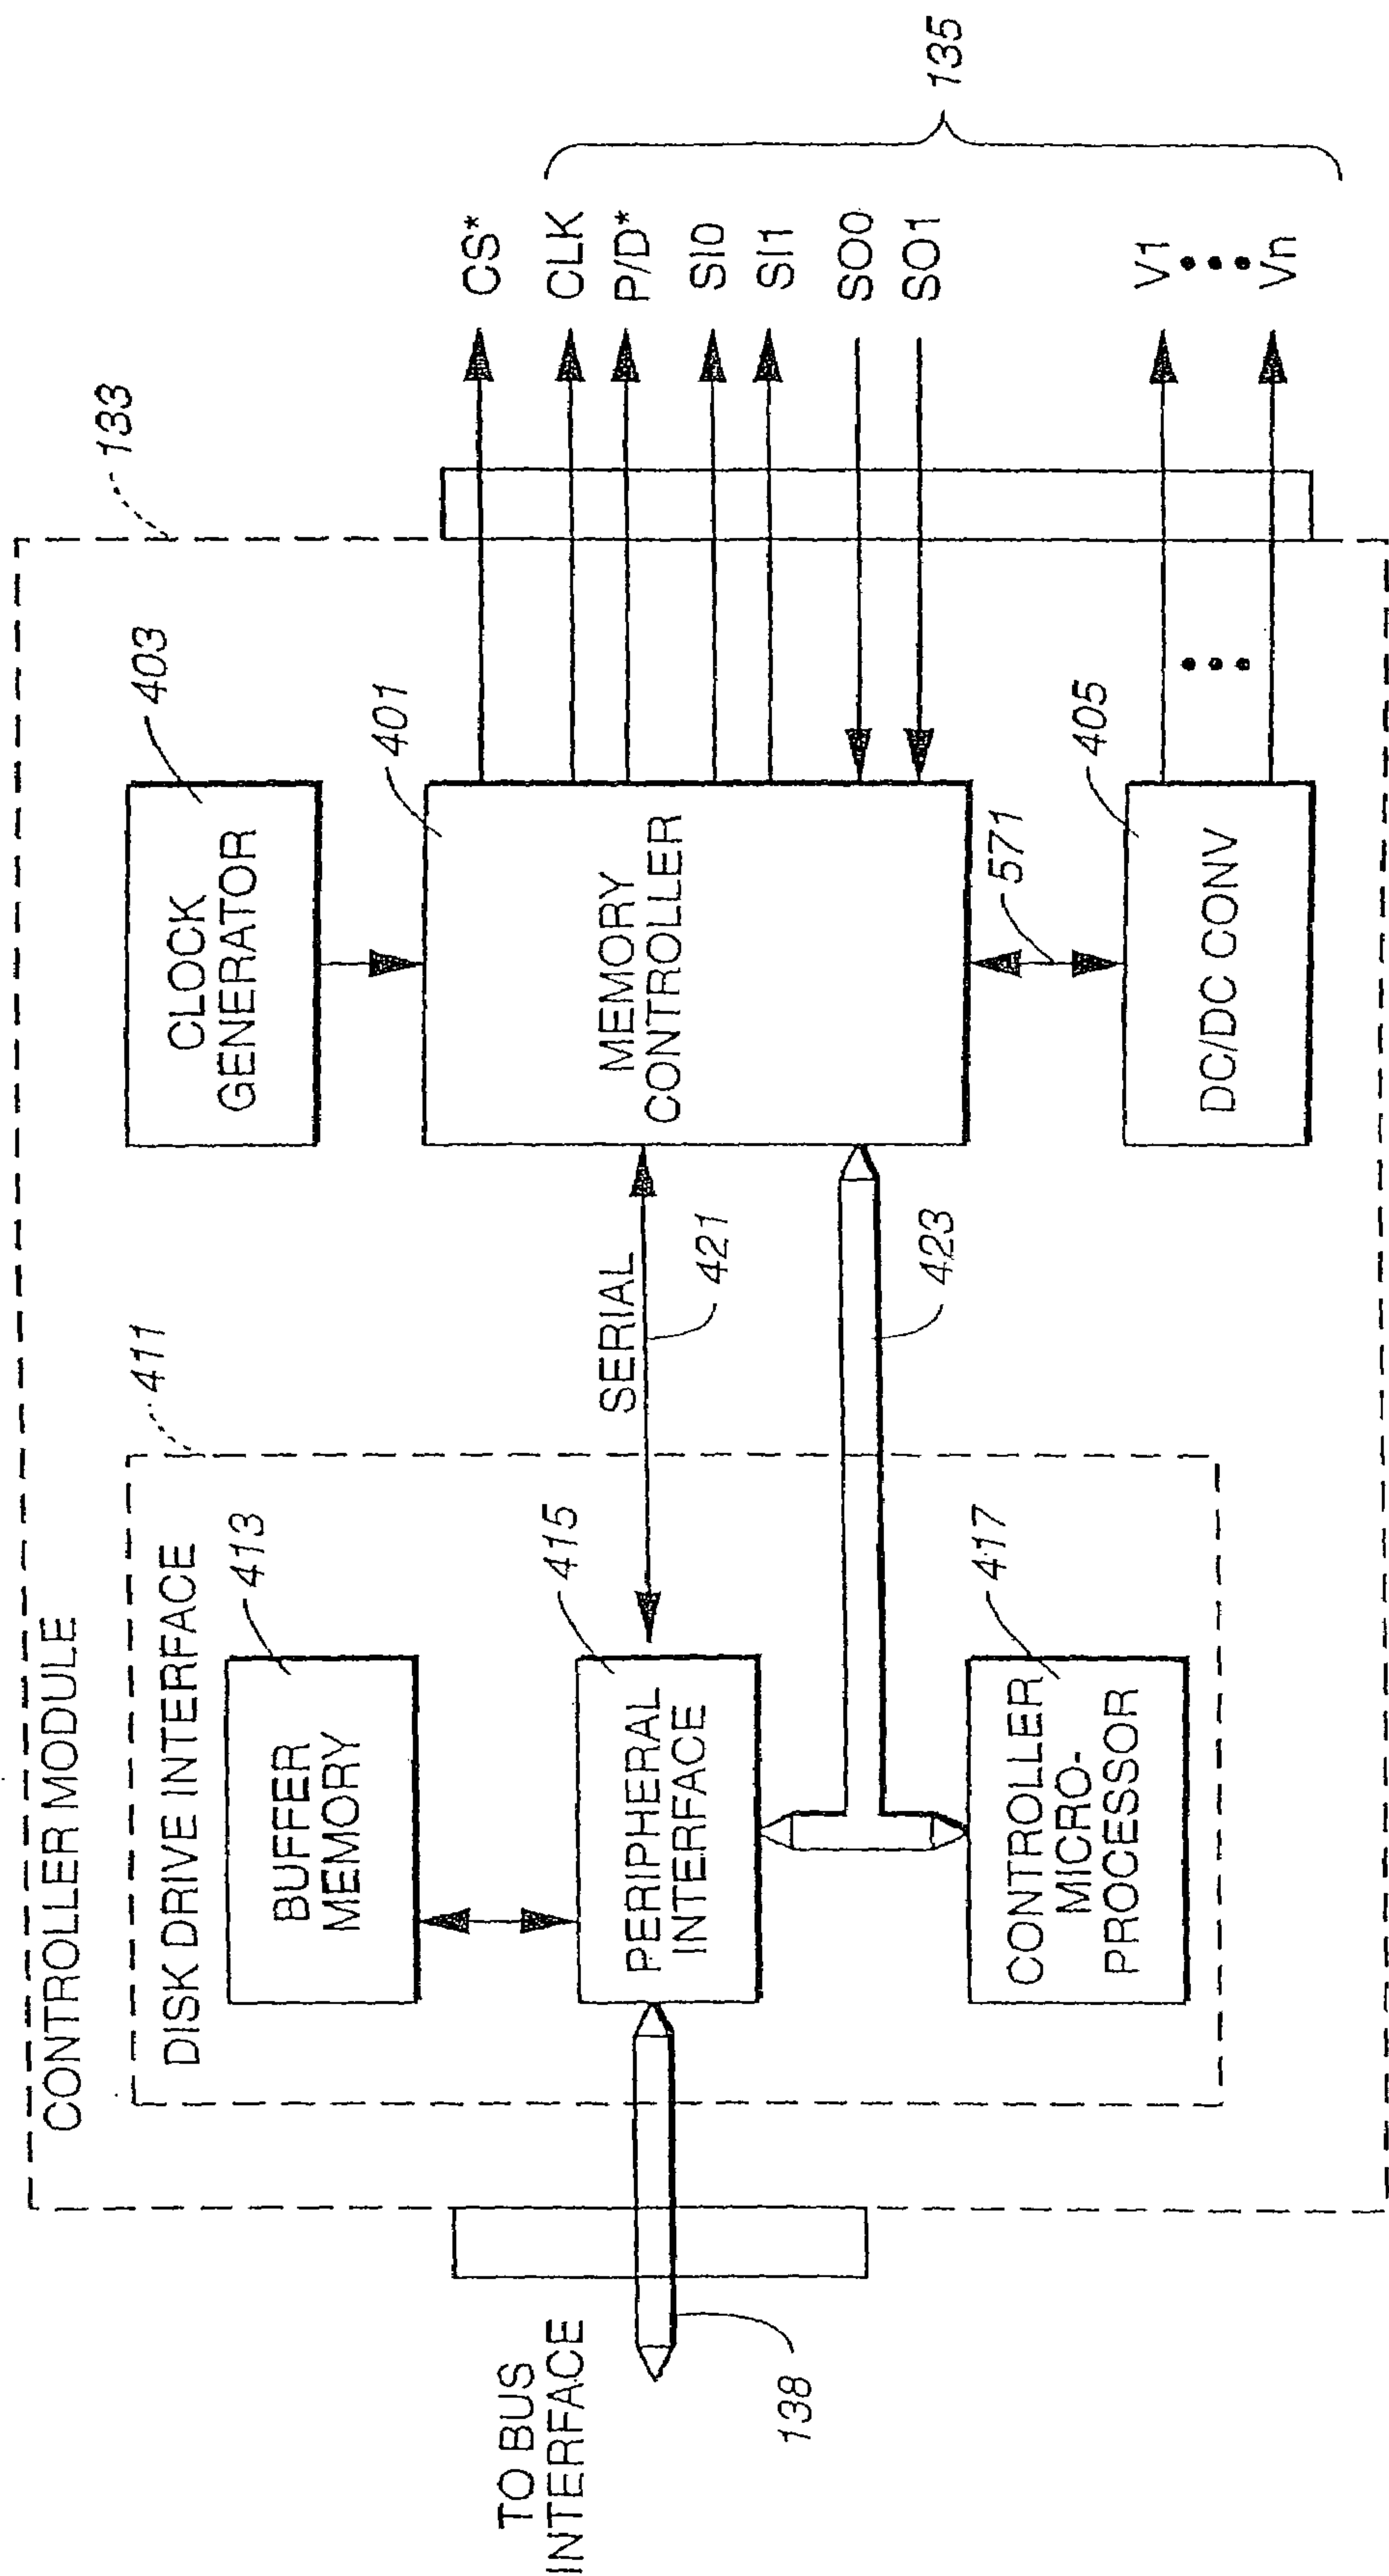 CONTROLLER MODULE
133
DISK DRIVE INTERFACE
411
BUFFER
MEMORY
413
CLOCK
GENERATOR
403
PERIPHERAL
INTERFACE
415
SERIAL
421
MEMORY
CONTROLLER
401
CS*
CLK
P/D*
SI0
SI1
SO0
SO1
135
TO BUS
INTERFACE
138
423
571
CONTROLLER
MICRO-
PROCESSOR
417
DC/DC CONV
405
V1
Vn